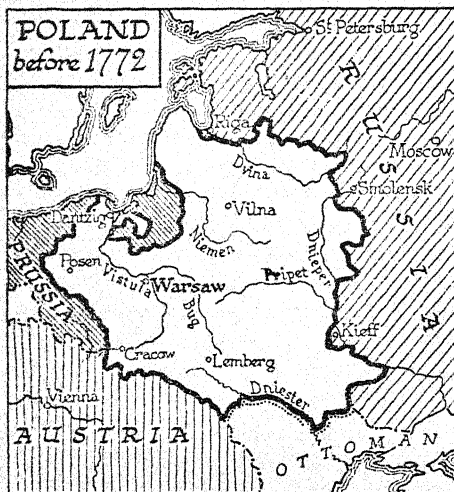 POLAND
before 1772
St Petersburg
RUSSIA
Riga
Moscow
Dvina
Smolensk
Vilna
Dantzig
Niemen
Dnieper
PRUSSIA
Posen
Vistula
Warsaw
Pripet
Bug
Kieff
Cracow
Lemberg
Dniester
Vienna
AUSTRIA
OTTOMAN